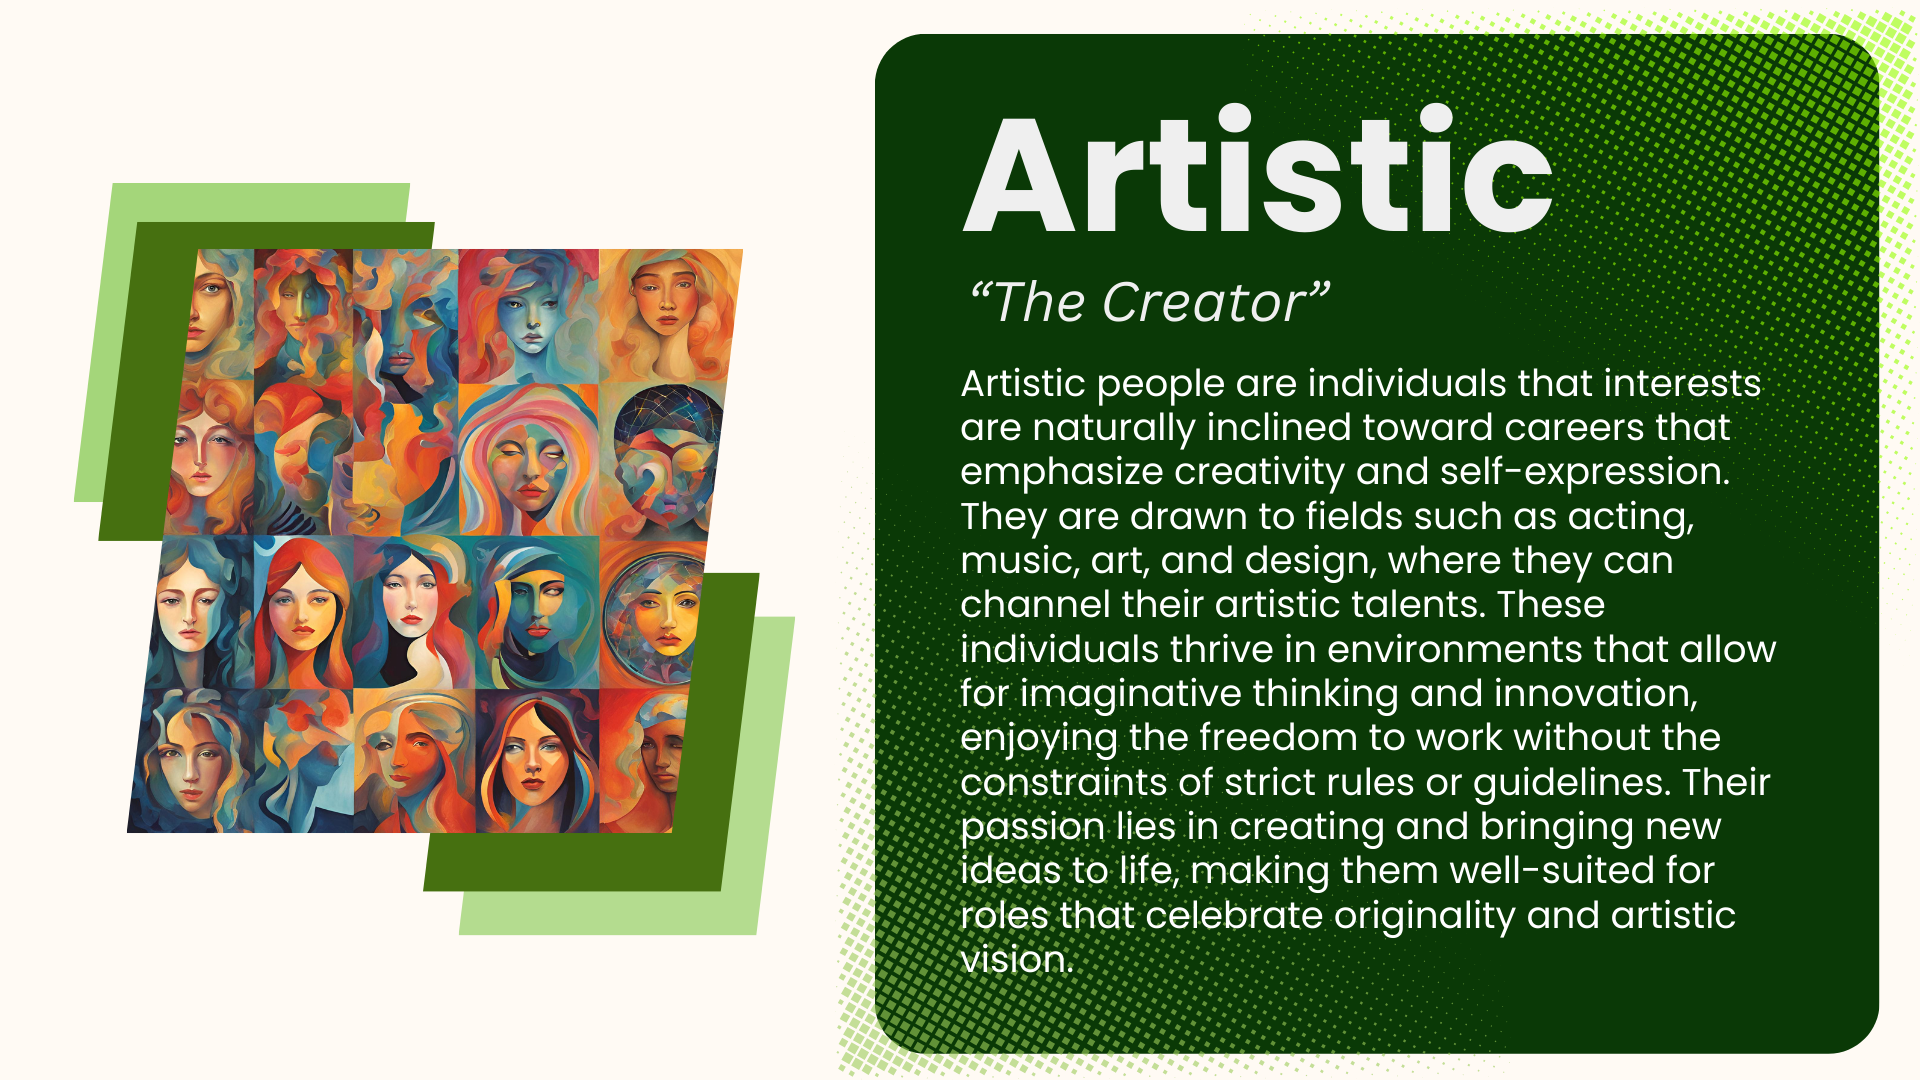 Artistic
“The Creator”
Artistic people are individuals that interests
are naturally inclined toward careers that
emphasize creativity and self-expression.
They are drawn to fields such as acting,
music, art, and design, where they can
channel their artistic talents. These
individuals thrive in environments that allow
for imaginative thinking and innovation,
enjoying the freedom to work without the
constraints of strict rules or guidelines. Their
passion lies in creating and bringing new
ideas to life, making them well-suited for
roles that celebrate originality and artistic
vision.